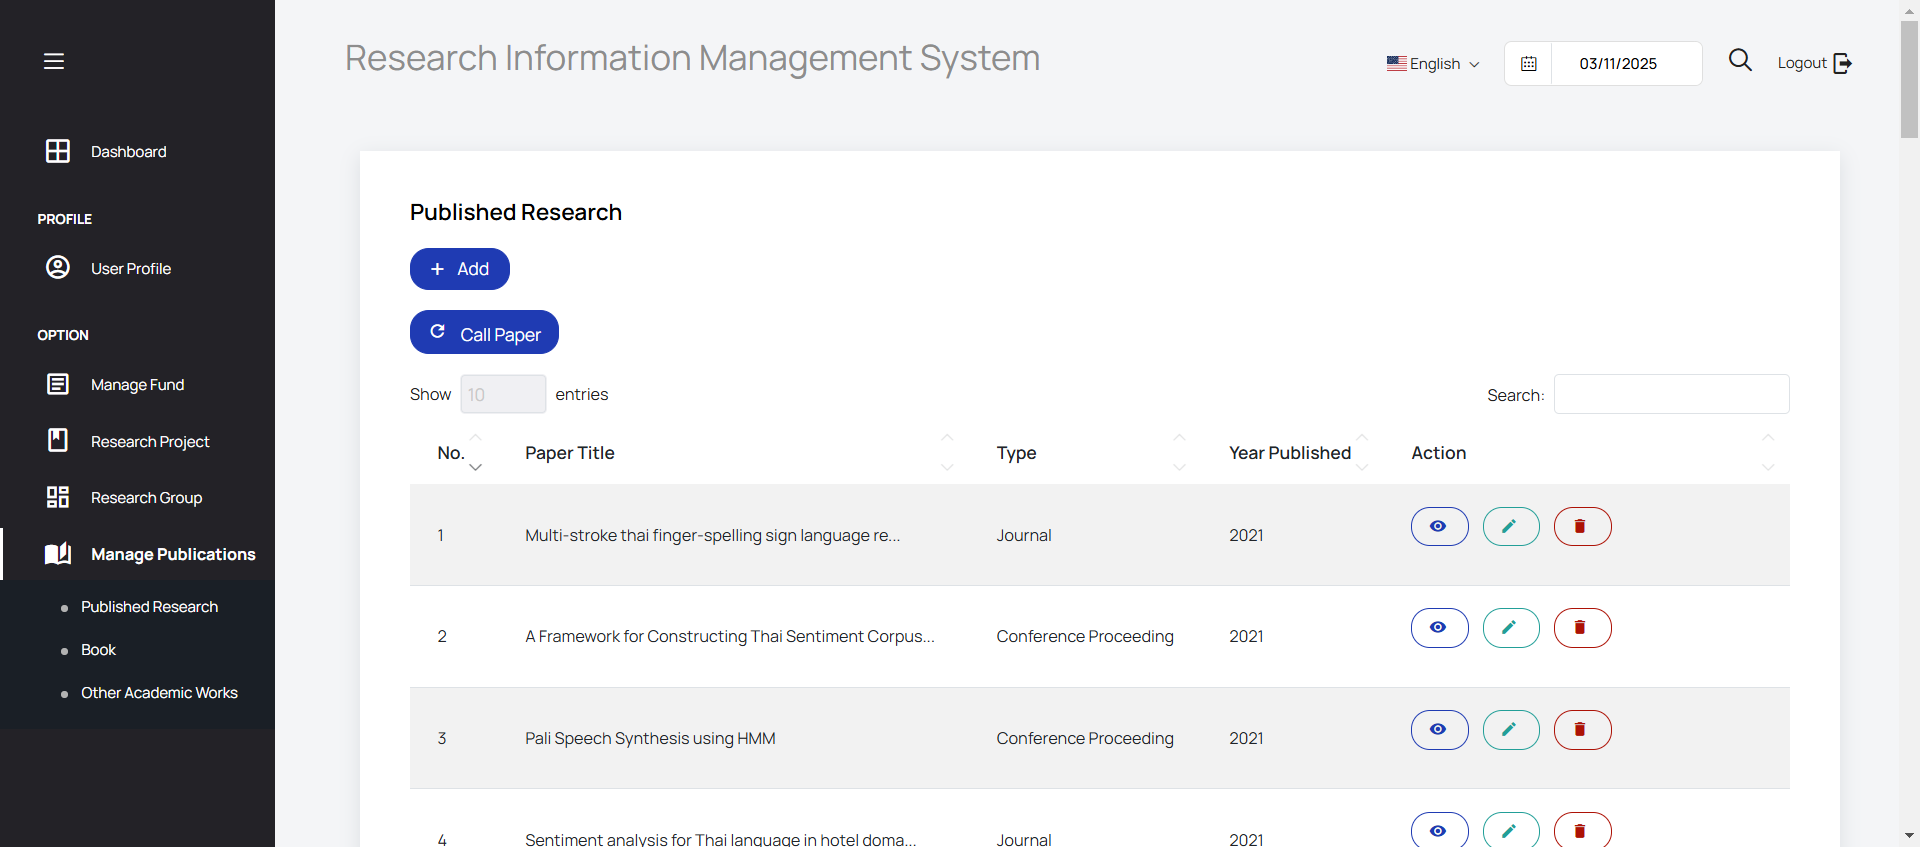 Research Information Management System
English
03/11/2025
Logout
Dashboard
PROFILE
User Profile
OPTION
Manage Fund
Research Project
Research Group
Manage Publications
Published Research
Book
Other Academic Works
Published Research
+ Add
Call Paper
Show 10 entries
Search:
No. Paper Title Type Year Published Action
1 Multi-stroke thai finger-spelling sign language re... Journal 2021
2 A Framework for Constructing Thai Sentiment Corpus... Conference Proceeding 2021
3 Pali Speech Synthesis using HMM Conference Proceeding 2021
4 Sentiment analysis for Thai language in hotel doma... Journal 2021